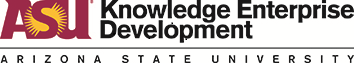 ASU Knowledge Enterprise
Development
ARIZONA STATE UNIVERSITY